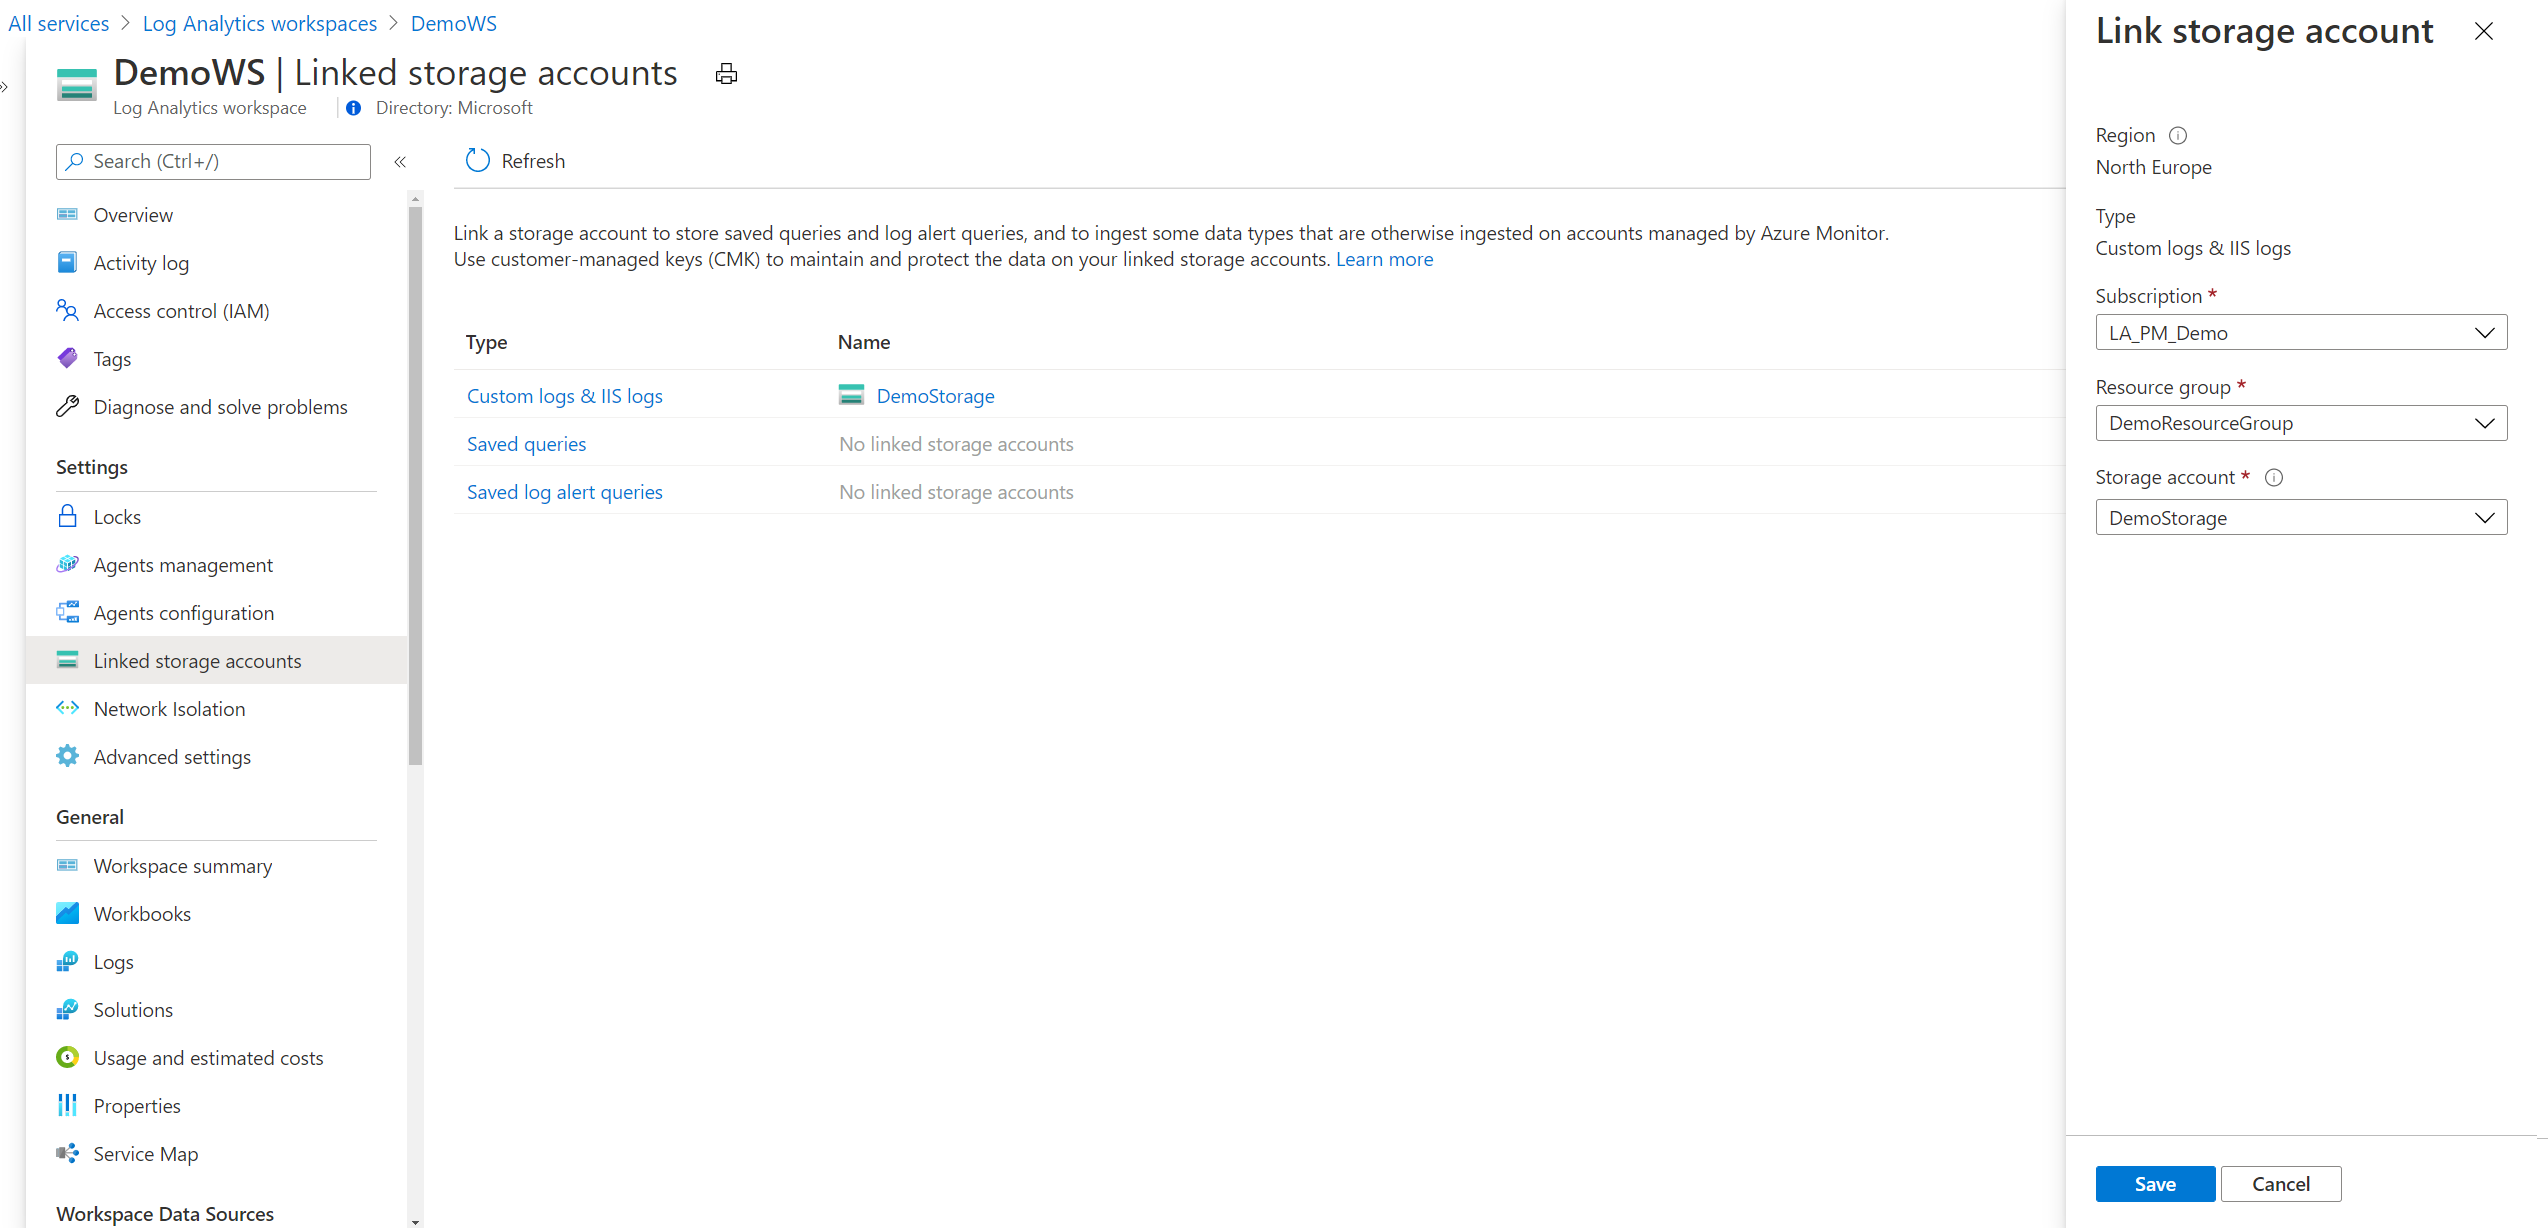 All services > Log Analytics workspaces > DemoWS
DemoWS | Linked storage accounts
Log Analytics workspace
Directory: Microsoft
Search (Ctrl+/)
«
Overview
Activity log
Access control (IAM)
Tags
Diagnose and solve problems
Settings
Locks
Agents management
Agents configuration
Linked storage accounts
Network Isolation
Advanced settings
General
Workspace summary
Workbooks
Logs
Solutions
Usage and estimated costs
Properties
Service Map
Workspace Data Sources
Refresh
Link a storage account to store saved queries and log alert queries, and to ingest some data types that are otherwise ingested on accounts managed by Azure Monitor.
Use customer-managed keys (CMK) to maintain and protect the data on your linked storage accounts. Learn more
Type Name
Custom logs & IIS logs DemoStorage
Saved queries No linked storage accounts
Saved log alert queries No linked storage accounts
Link storage account
Region
North Europe
Type
Custom logs & IIS logs
Subscription *
LA_PM_Demo
Resource group *
DemoResourceGroup
Storage account *
DemoStorage
Save Cancel